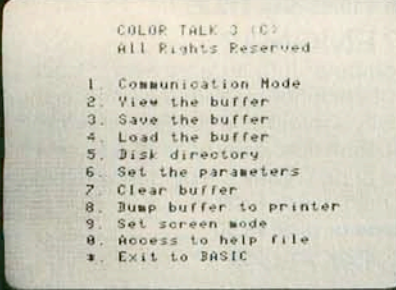 COLOR TALK 3 (C)
All Rights Reserved
1. Communication Mode
2. View the buffer
3. Save the buffer
4. Load the buffer
5. Disk directory
6. Set the parameters
7. Clear buffer
8. Dump buffer to printer
9. Set screen mode
0. Access to help file
*. Exit to BASIC